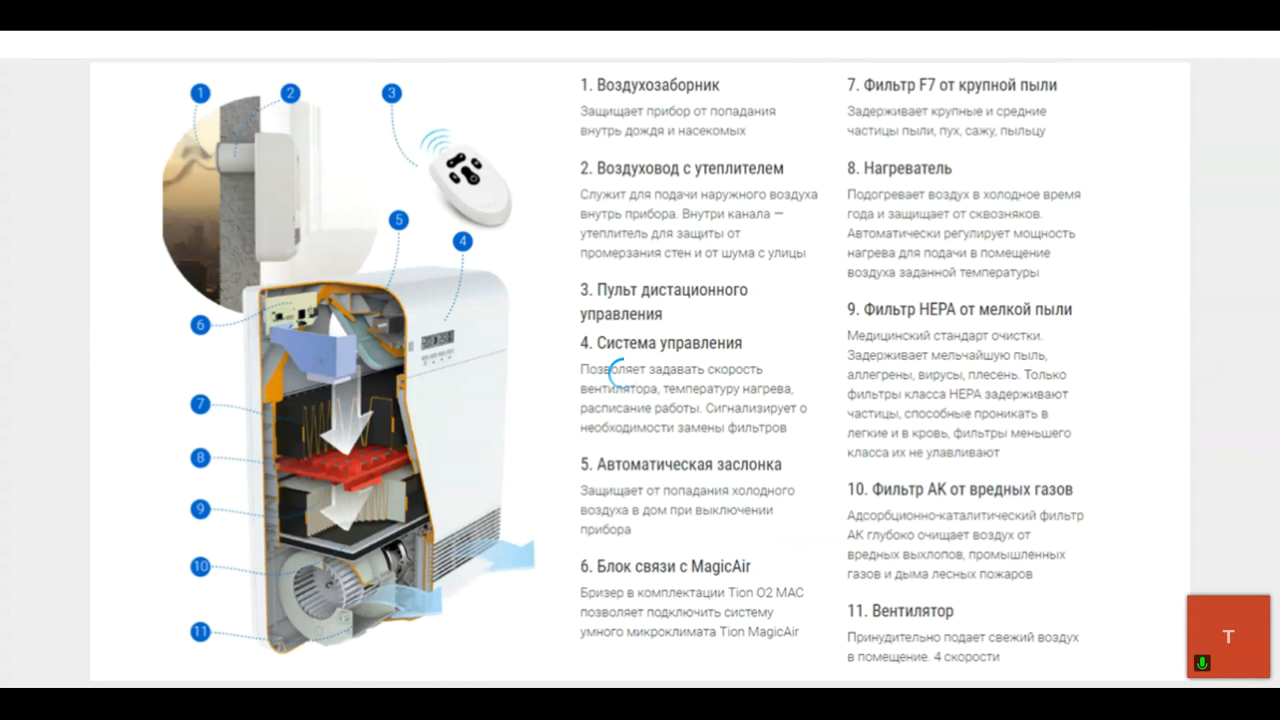 1
2
3
5
4
6
7
8
9
10
11
1. Воздухозаборник
Защищает прибор от попадания
внутрь дождя и насекомых
2. Воздуховод с утеплителем
Служит для подачи наружного воздуха
внутрь прибора. Внутри канала —
утеплитель для защиты от
промерзания стен и от шума с улицы
3. Пульт дистационного
управления
4. Система управления
Позволяет задавать скорость
вентилятора, температуру нагрева,
расписание работы. Сигнализирует о
необходимости замены фильтров
5. Автоматическая заслонка
Защищает от попадания холодного
воздуха в дом при выключении
прибора
6. Блок связи с MagicAir
Бризер в комплектации Tion O2 MAC
позволяет подключить систему
умного микроклимата Tion MagicAir
7. Фильтр F7 от крупной пыли
Задерживает крупные и средние
частицы пыли, пух, сажу, пыльцу
8. Нагреватель
Подогревает воздух в холодное время
года и защищает от сквозняков.
Автоматически регулирует мощность
нагрева для подачи в помещение
воздуха заданной температуры
9. Фильтр HEPA от мелкой пыли
Медицинский стандарт очистки.
Задерживает мельчайшую пыль,
аллегрены, вирусы, плесень. Только
фильтры класса HEPA задерживают
частицы, способные проникать в
легкие и в кровь, фильтры меньшего
класса их не улавливают
10. Фильтр АК от вредных газов
Адсорбционно-каталитический фильтр
АК глубоко очищает воздух от
вредных выхлопов, промышленных
газов и дыма лесных пожаров
11. Вентилятор
Принудительно подает свежий воздух
в помещение. 4 скорости
T